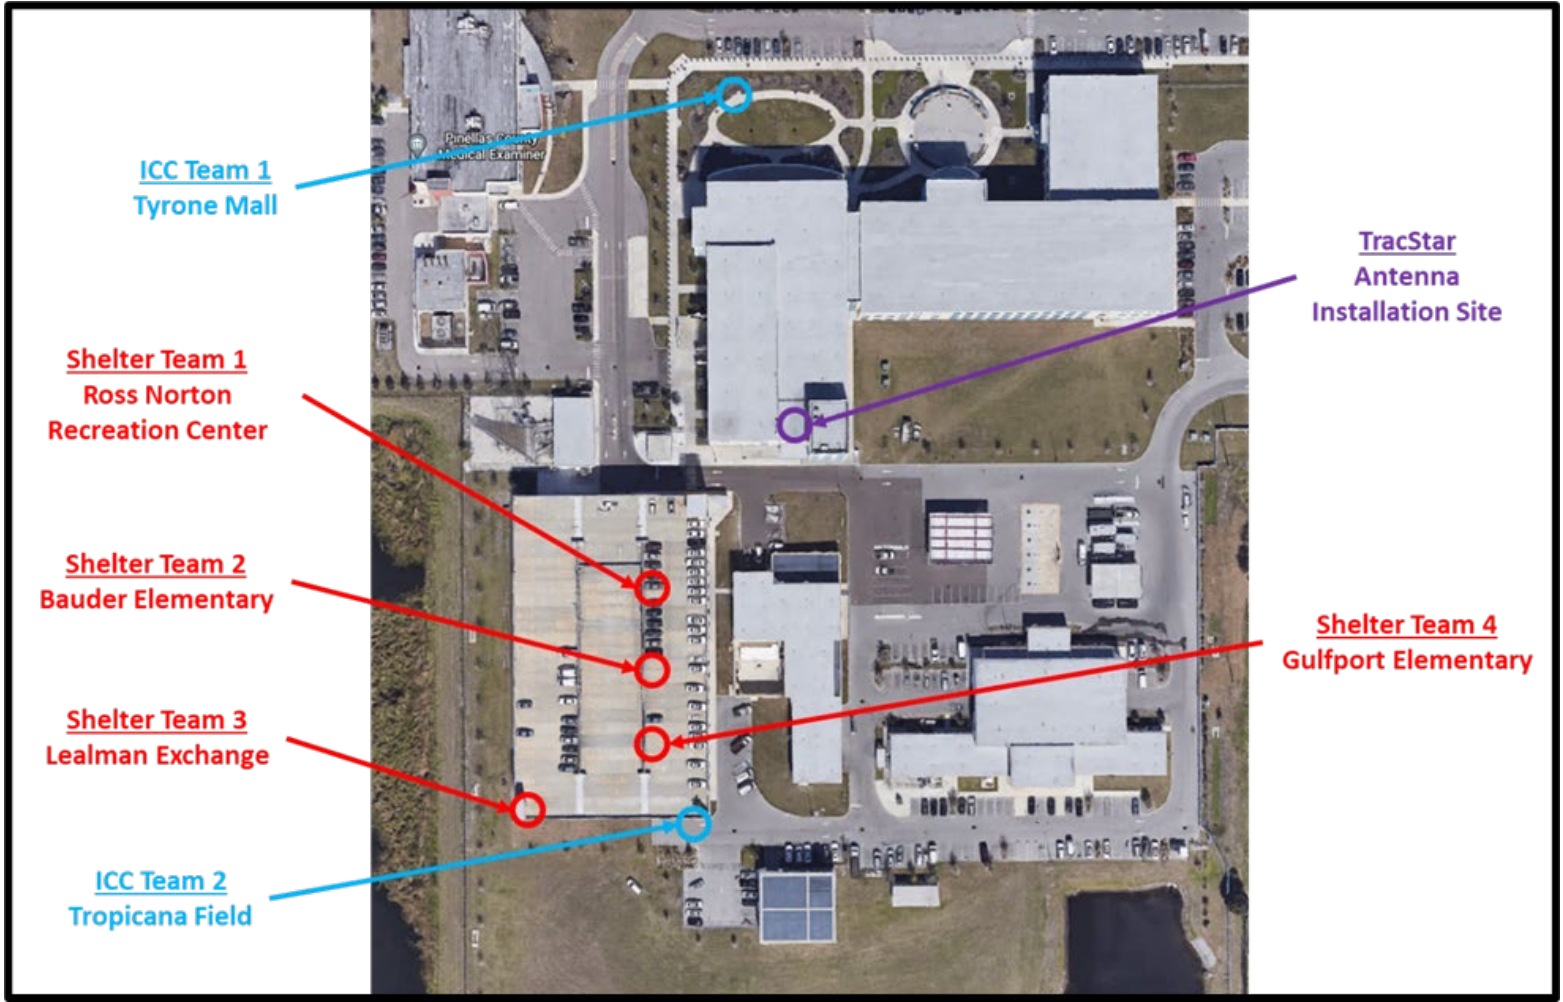 Pinellas County
Medical Examiner
ICC Team 1
Tyrone Mall
TracStar
Antenna
Installation Site
Shelter Team 1
Ross Norton
Recreation Center
Shelter Team 2
Bauder Elementary
Shelter Team 4
Gulfport Elementary
Shelter Team 3
Lealman Exchange
ICC Team 2
Tropicana Field